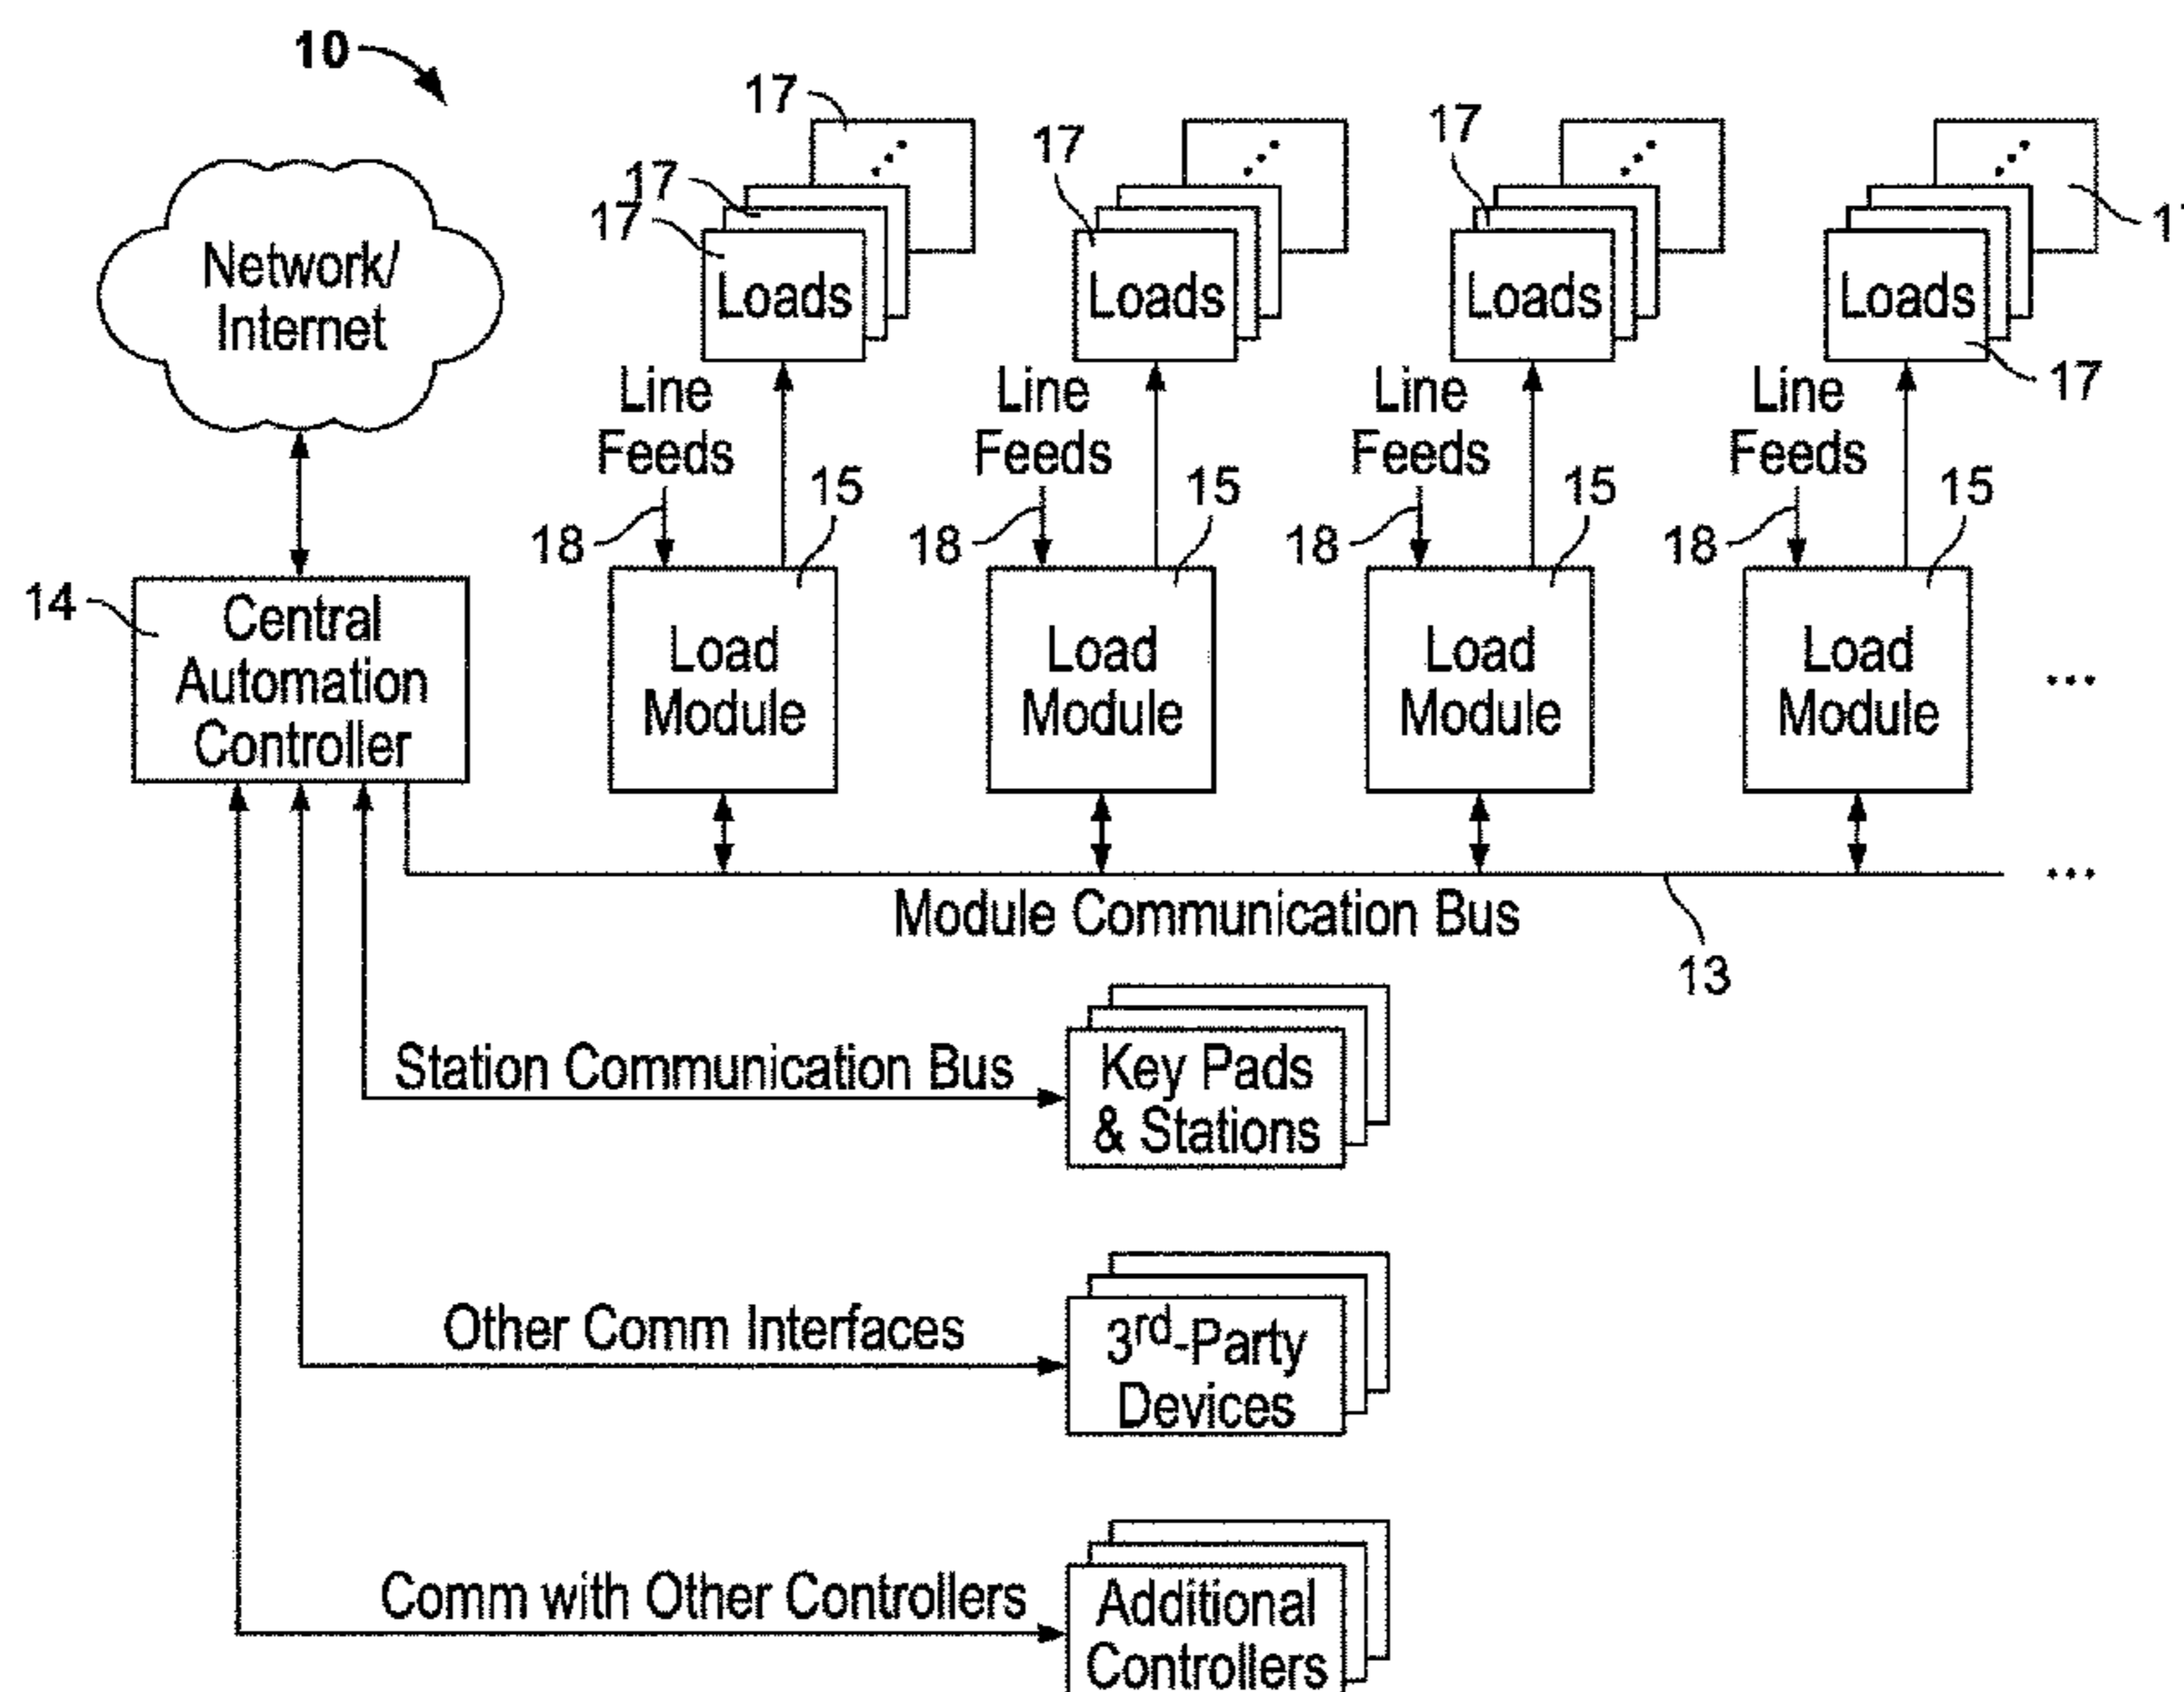 10
17
17
17
17
17
1
Network/
Internet
Loads
Loads
Loads
Loads
17
17
Line
Feeds
Line
Feeds
Line
Feeds
Line
Feeds
18
15
18
15
18
15
18
15
14
Central
Automation
Controller
Load
Module
Load
Module
Load
Module
Load
Module
...
...
Module Communication Bus
13
Station Communication Bus
Key Pads
& Stations
Other Comm Interfaces
3rd-Party
Devices
Comm with Other Controllers
Additional
Controllers